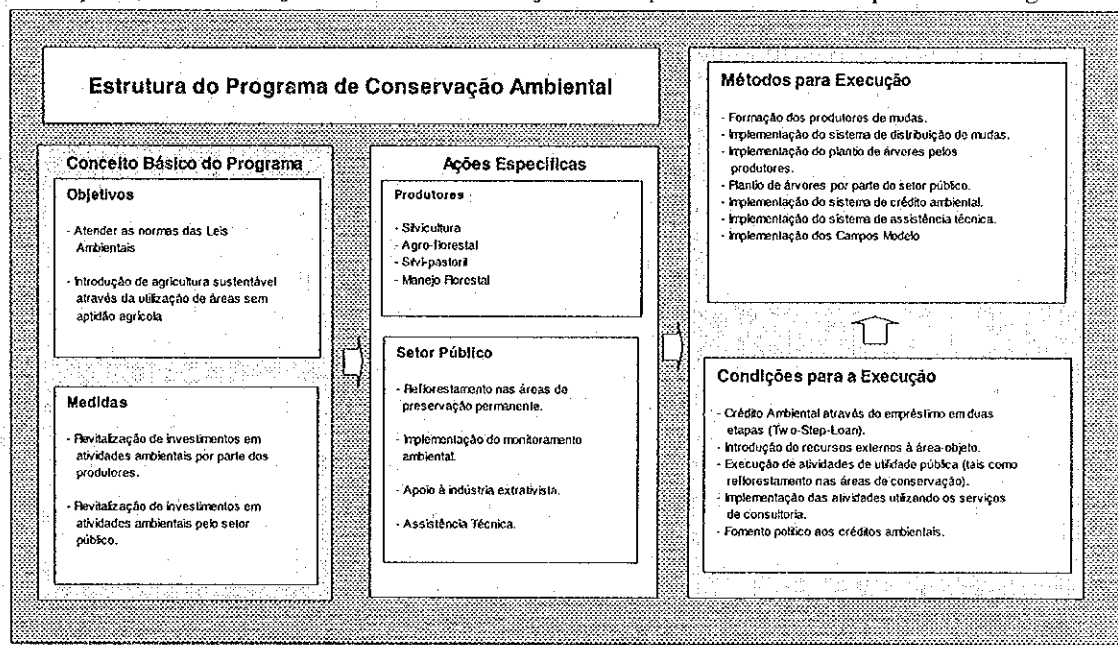 Estrutura do Programa de Conservação Ambiental
Conceito Básico do Programa
Objetivos
- Atender as normas das Leis
Ambientais
- Introdução de agricultura sustentável
através da utilização de áreas sem
aptidão agrícola
Medidas
- Revitalização de investimentos em
atividades ambientais por parte dos
produtores.
- Revitalização de investimentos em
atividades ambientais pelo setor
público.
Ações Específicas
Produtores
- Silvicultura
- Agro-florestal
- Silvi-pastoril
- Manejo Florestal
Setor Público
- Reflorestamento nas áreas de
preservação permanente.
- Implementação do monitoramento
ambiental.
- Apoio à indústria extrativista.
- Assistência Técnica.
Métodos para Execução
- Formação dos produtores de mudas.
- Implementação do sistema de distribuição de mudas.
- Implementação do plantio de árvores pelos
produtores.
- Plantio de árvores por parte do setor público.
- Implementação do sistema de crédito ambiental.
- Implementação do sistema de assistência técnica.
- Implementação dos Campos Modelo
Condições para a Execução
- Crédito Ambiental através do empréstimo em duas
etapas (Two-Step-Loan).
- Introdução de recursos externos à área-objeto.
- Execução de atividades de utilidade pública (tais como
reflorestamento nas áreas de conservação).
- Implementação das atividades utilizando os serviços
de consultoria.
- Fomento político aos créditos ambientais.